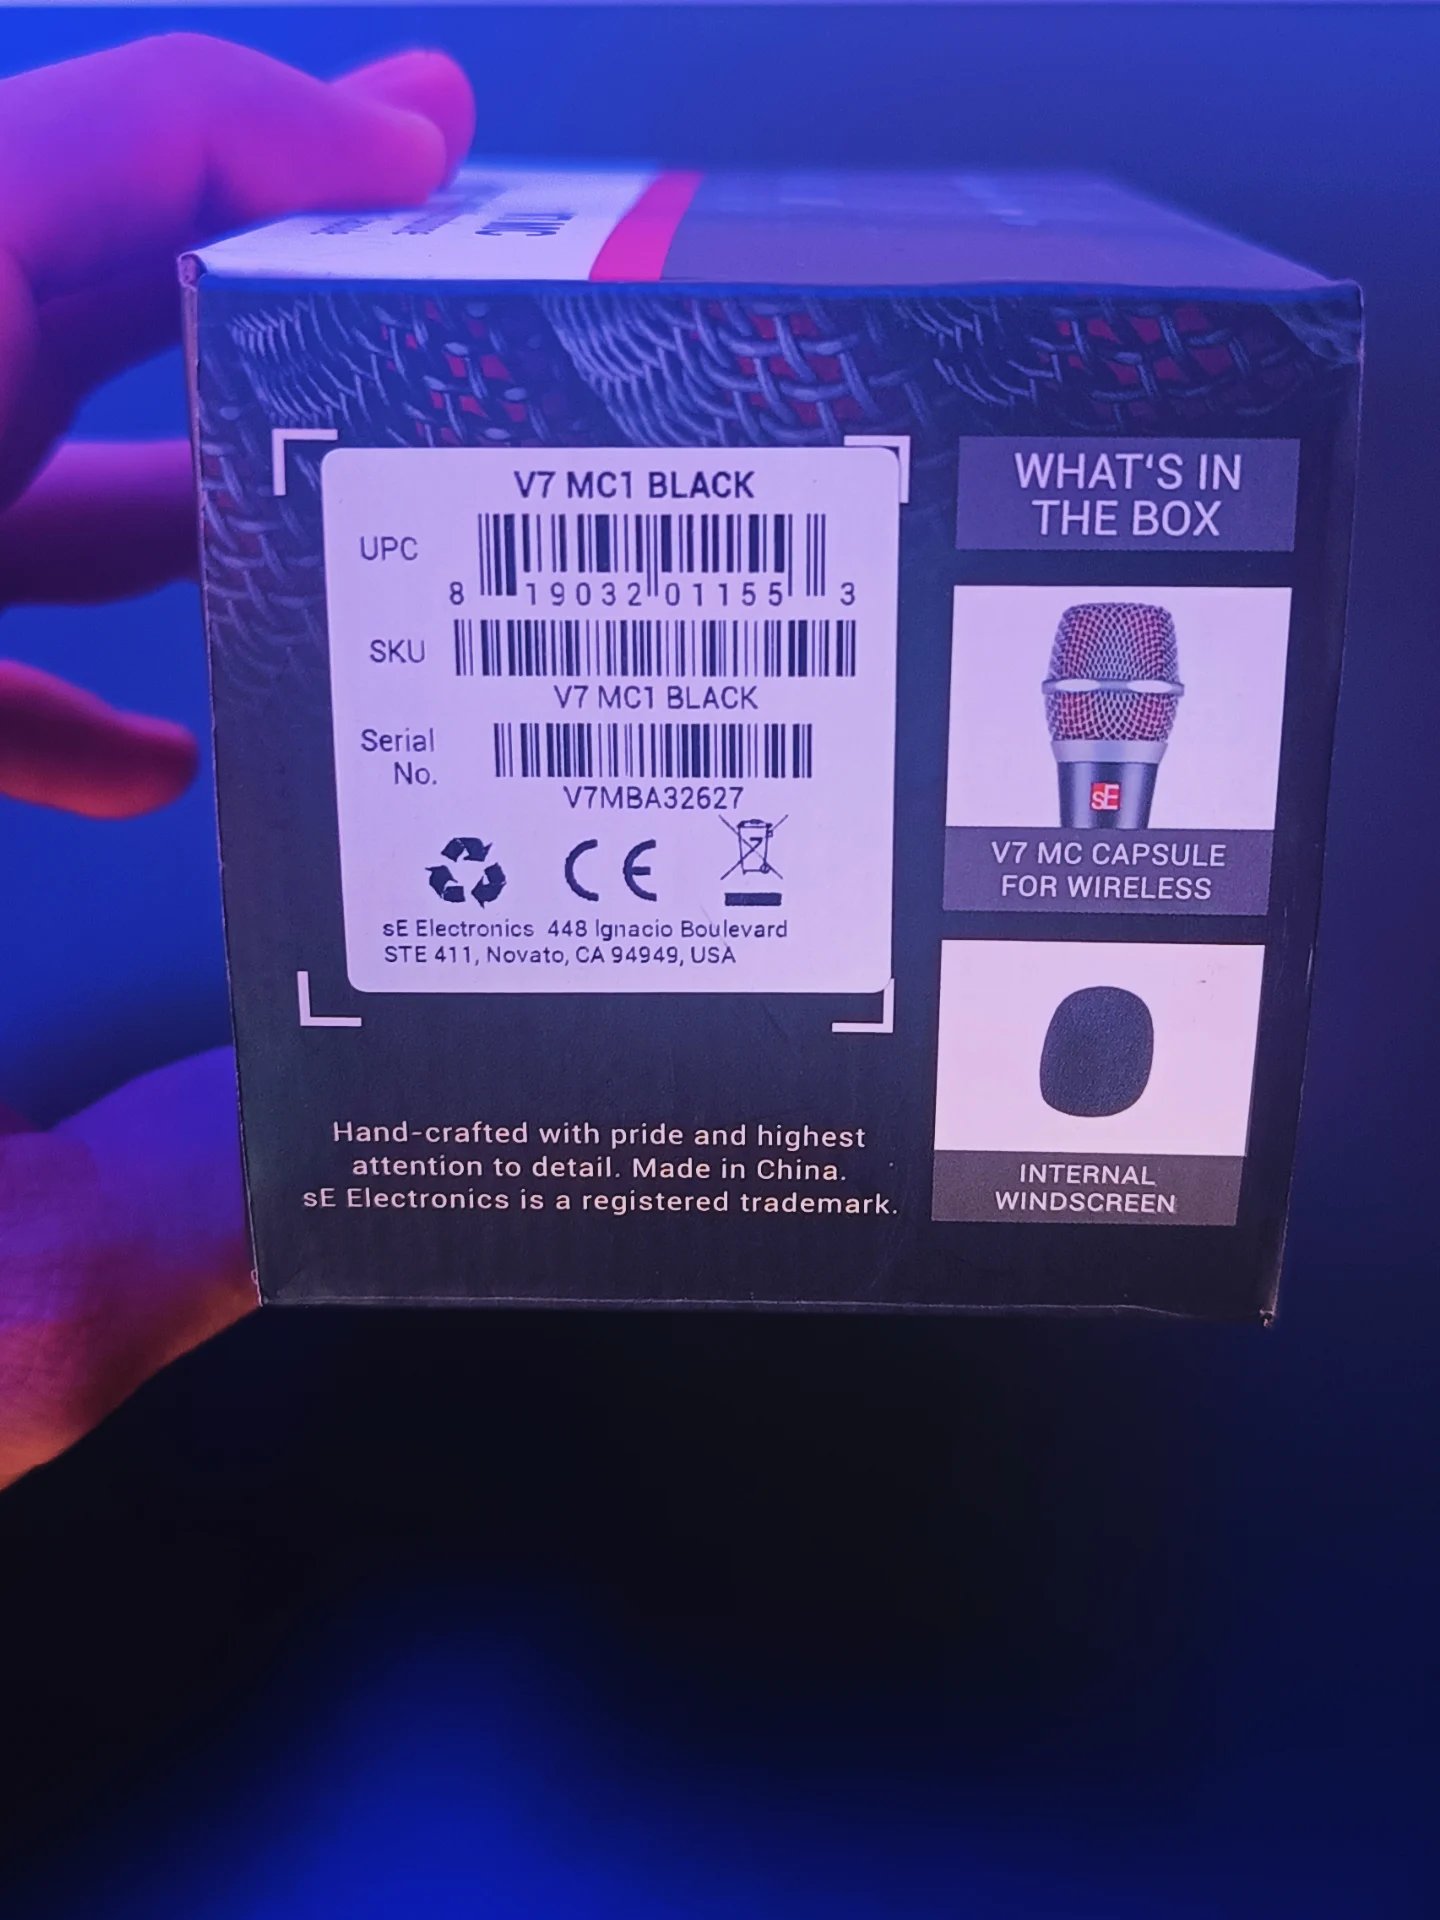 V7 MC1 BLACK
UPC
8 19032 01155 3
SKU
V7 MC1 BLACK
Serial
No.
V7MBA32627
CE
sE Electronics 448 Ignacio Boulevard
STE 411, Novato, CA 94949, USA
Hand-crafted with pride and highest
attention to detail. Made in China.
sE Electronics is a registered trademark.
WHAT'S IN
THE BOX
sE
V7 MC CAPSULE
FOR WIRELESS
INTERNAL
WINDSCREEN